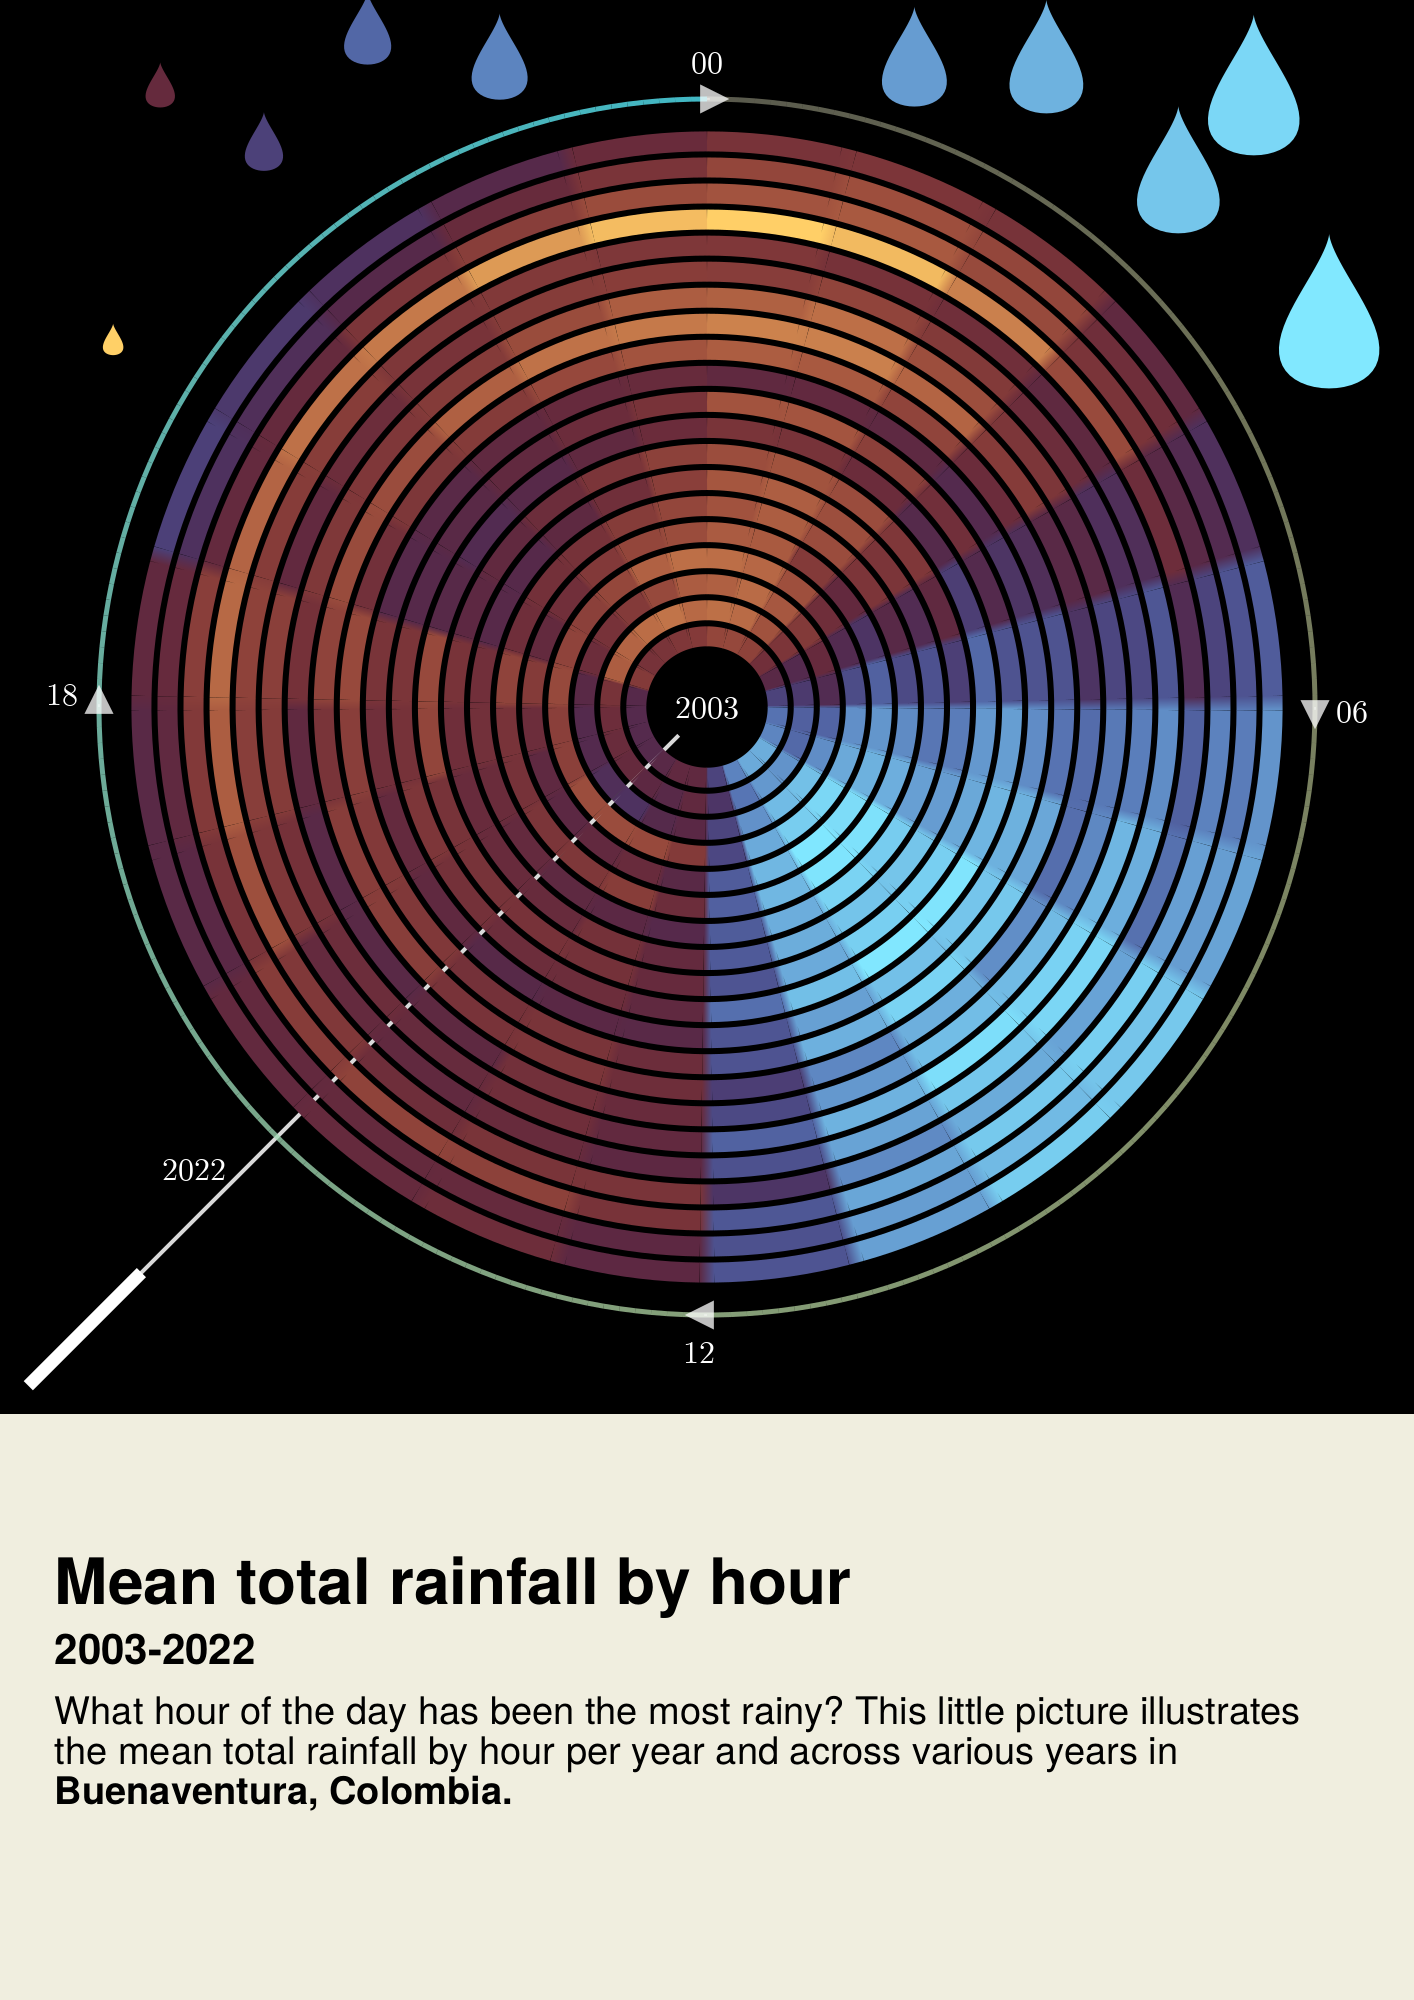 00
2003
18
06
2022
12
Mean total rainfall by hour
2003-2022
What hour of the day has been the most rainy? This little picture illustrates
the mean total rainfall by hour per year and across various years in
Buenaventura, Colombia.